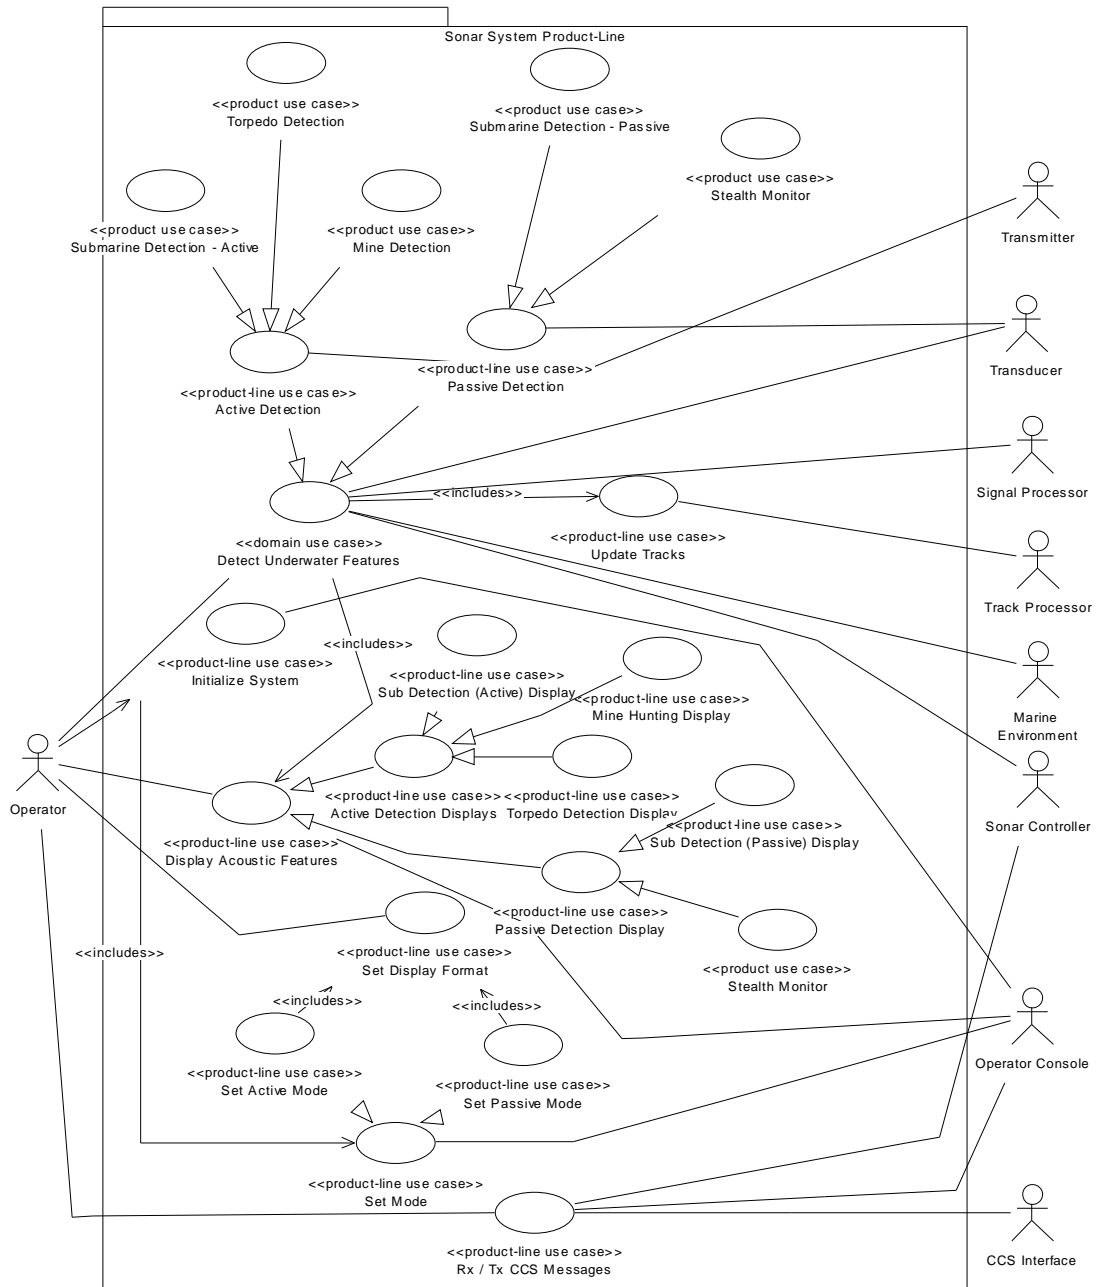 Sonar System Product-Line
<<product use case>>
Torpedo Detection
<<product use case>>
Submarine Detection - Passive
<<product use case>>
Stealth Monitor
<<product use case>>
Submarine Detection - Active
<<product use case>>
Mine Detection
Transmitter
<<product-line use case>>
Passive Detection
Transducer
<<product-line use case>>
Active Detection
<<includes>>
Signal Processor
<<domain use case>>
Detect Underwater Features
<<product-line use case>>
Update Tracks
Track Processor
<<includes>>
<<product-line use case>>
Initialize System
<<product-line use case>>
Sub Detection (Active) Display
<<product-line use case>>
Mine Hunting Display
Marine
Environment
Operator
<<product-line use case>>
Active Detection Displays
<<product-line use case>>
Torpedo Detection Display
Sonar Controller
<<product-line use case>>
Display Acoustic Features
<<product-line use case>>
Sub Detection (Passive) Display
<<product-line use case>>
Passive Detection Display
<<includes>>
<<product-line use case>>
Set Display Format
<<product use case>>
Stealth Monitor
<<includes>>
<<includes>>
<<product-line use case>>
Set Active Mode
<<product-line use case>>
Set Passive Mode
Operator Console
<<product-line use case>>
Set Mode
<<product-line use case>>
Rx / Tx CCS Messages
CCS Interface